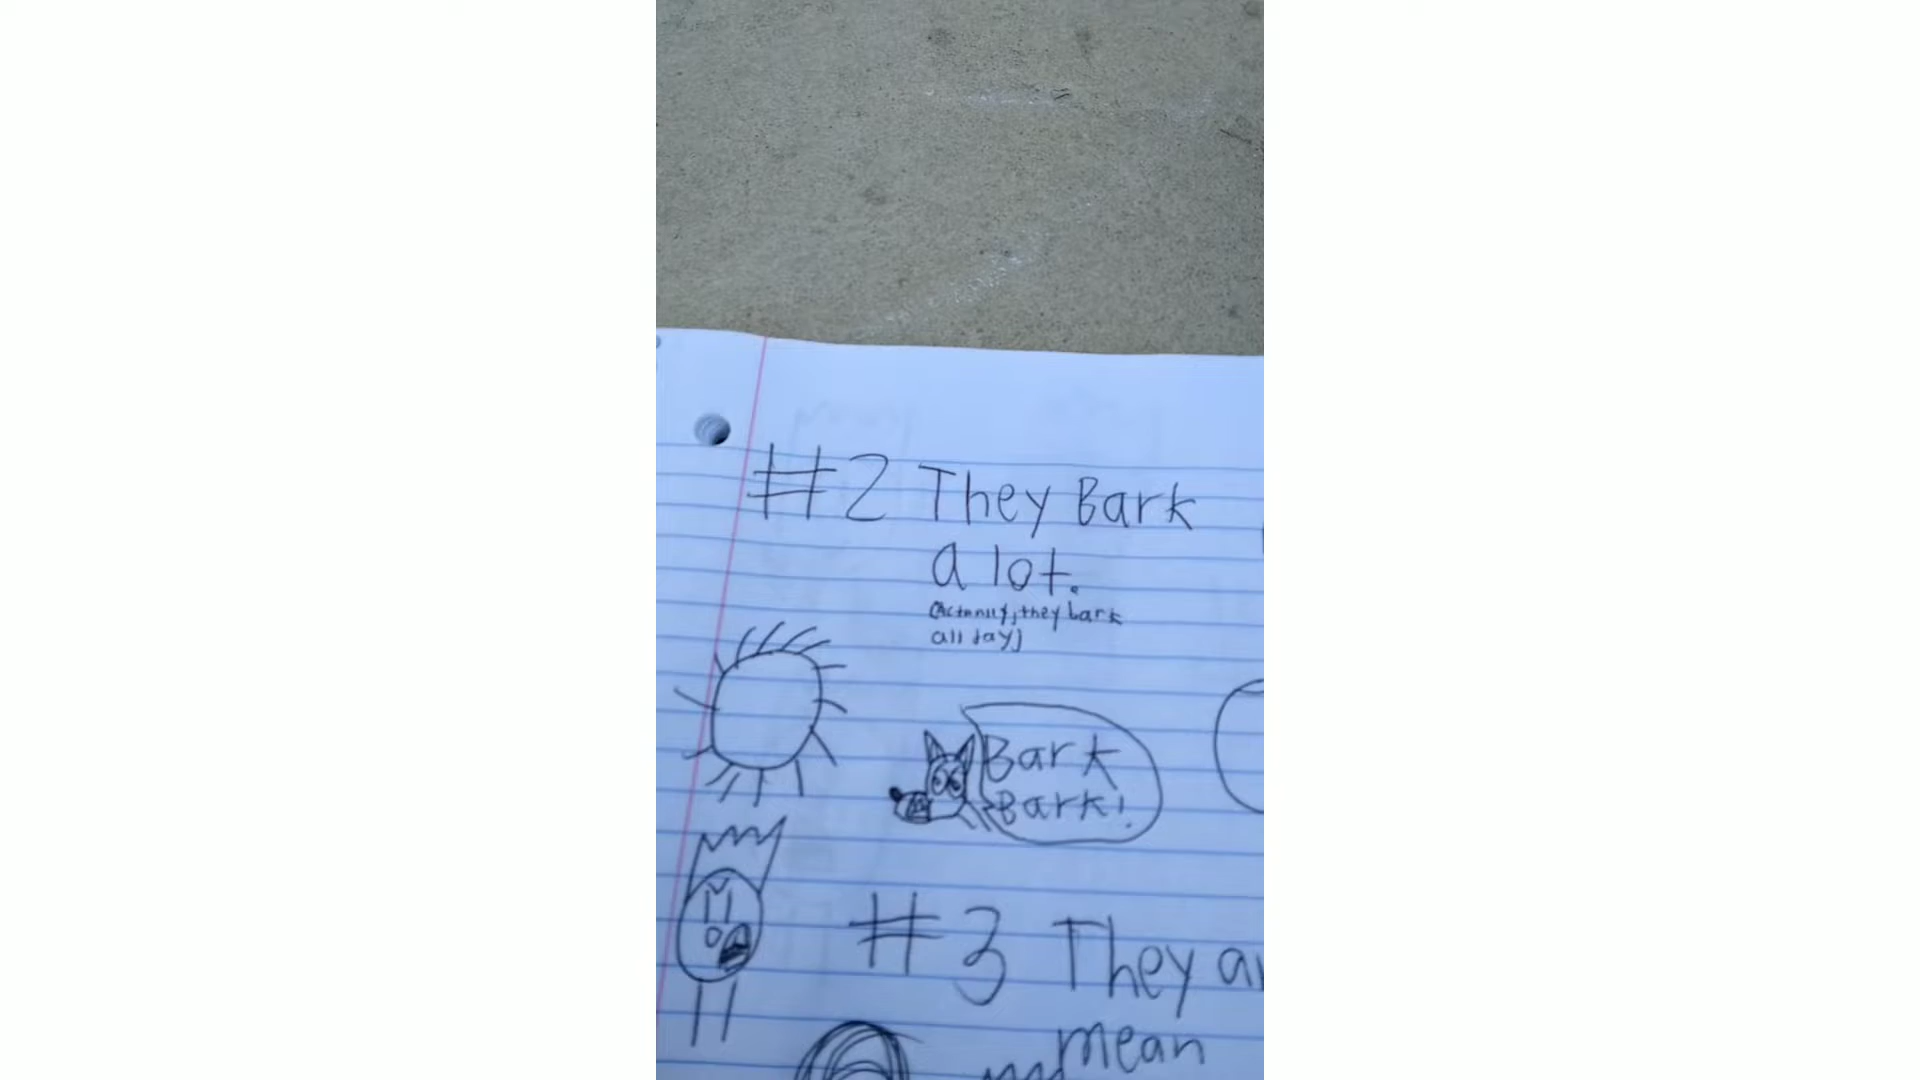 #2 They Bark
a lot.
(Actually, they bark
all day)
Bark
Bark!
#3 They
mean